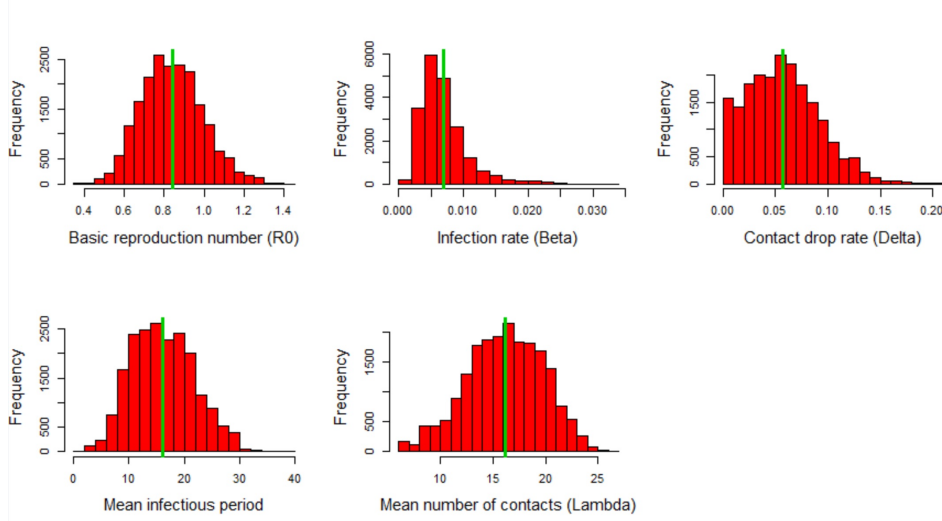 Frequency
0 500 1500 2500
0.4 0.6 0.8 1.0 1.2 1.4
Basic reproduction number (R0)
Frequency
0 2000 4000 6000
0.000 0.010 0.020 0.030
Infection rate (Beta)
Frequency
0 500 1500
0.00 0.05 0.10 0.15 0.20
Contact drop rate (Delta)
Frequency
0 500 1500 2500
0 10 20 30 40
Mean infectious period
Frequency
0 500 1500
10 15 20 25
Mean number of contacts (Lambda)